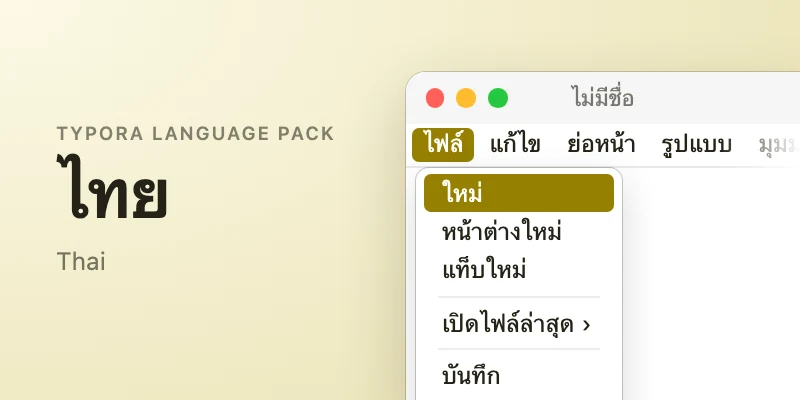 TYPORA LANGUAGE PACK
ไทย
Thai
ไม่มีชื่อ
ไฟล์ แก้ไข ย่อหน้า รูปแบบ
ใหม่
หน้าต่างใหม่
แท็บใหม่
เปิดไฟล์ล่าสุด ›
บันทึก